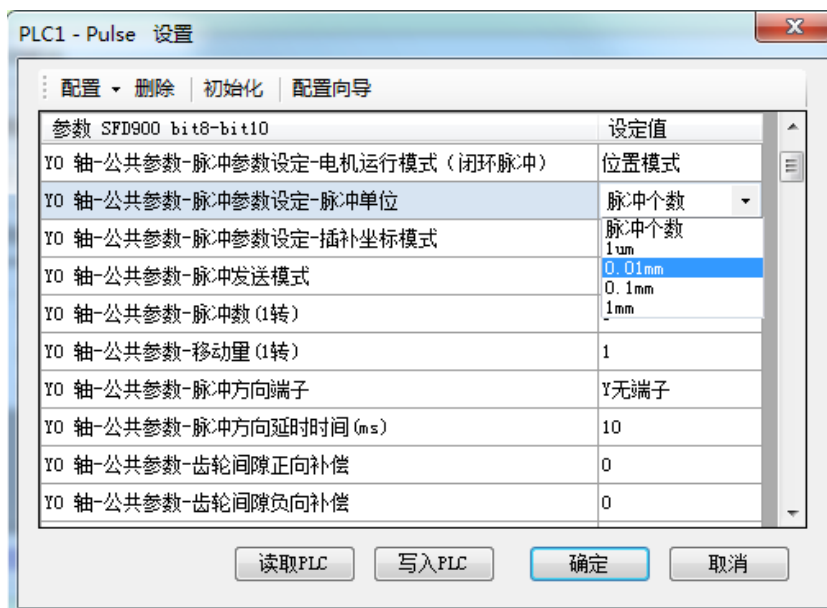 PLC1 - Pulse 设置
配置 删除 初始化 配置向导
参数 SFD900 bit8-bit10 设定值
Y0 轴-公共参数-脉冲参数设定-电机运行模式（闭环脉冲） 位置模式
Y0 轴-公共参数-脉冲参数设定-脉冲单位 脉冲个数
脉冲个数
Y0 轴-公共参数-脉冲参数设定-插补坐标模式 1um
0.01mm
Y0 轴-公共参数-脉冲发送模式 0.1mm
Y0 轴-公共参数-脉冲数(1转) 1mm
Y0 轴-公共参数-移动量(1转) 1
Y0 轴-公共参数-脉冲方向端子 Y无端子
Y0 轴-公共参数-脉冲方向延时时间(ms) 10
Y0 轴-公共参数-齿轮间隙正向补偿 0
Y0 轴-公共参数-齿轮间隙负向补偿 0
读取PLC 写入PLC 确定 取消